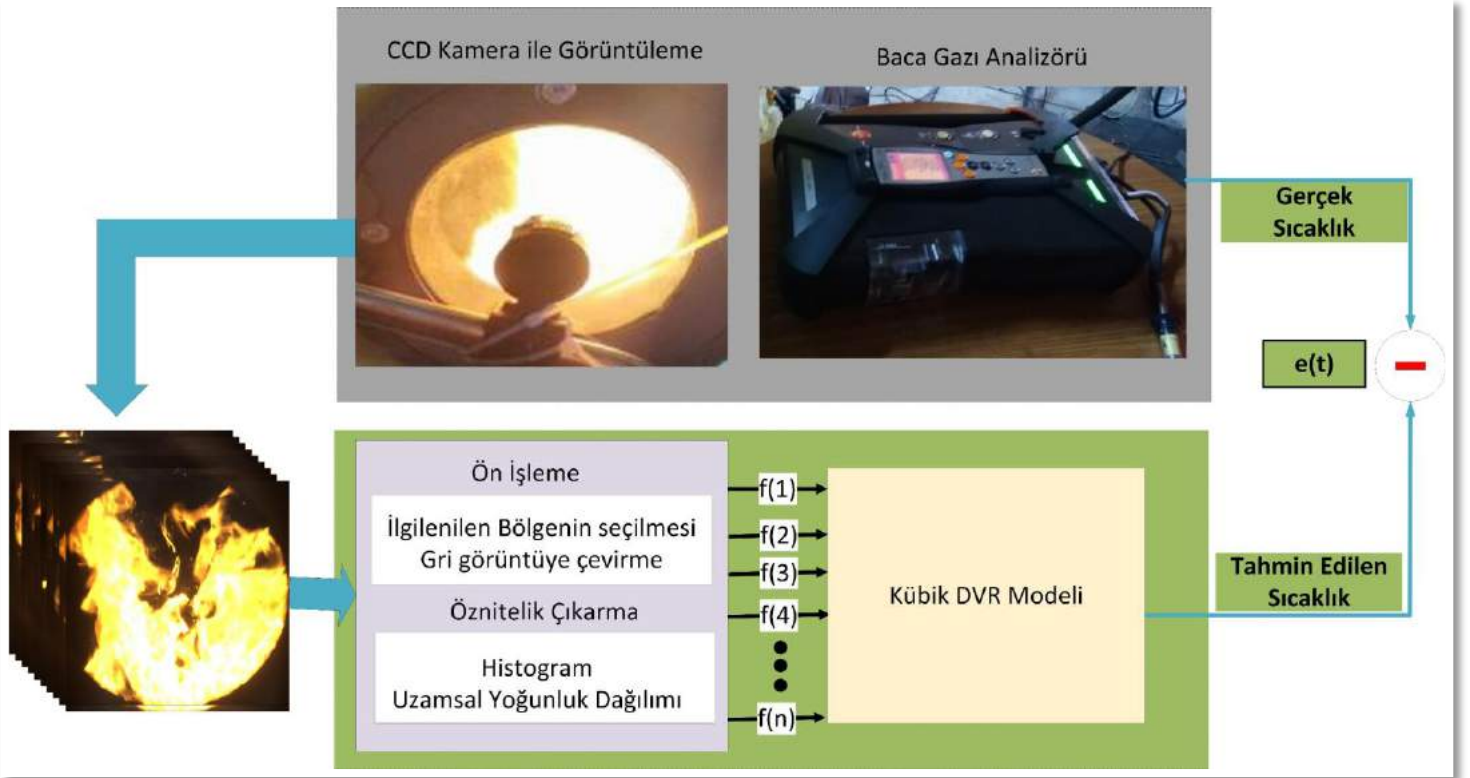 CCD Kamera ile Görüntüleme
Baca Gazı Analizörü
Gerçek
Sıcaklık
e(t)
Ön İşleme
İlgilenilen Bölgenin seçilmesi
Gri görüntüye çevirme
Öznitelik Çıkarma
Histogram
Uzamsal Yoğunluk Dağılımı
f(1)
f(2)
f(3)
f(4)
f(n)
Kübik DVR Modeli
Tahmin Edilen
Sıcaklık